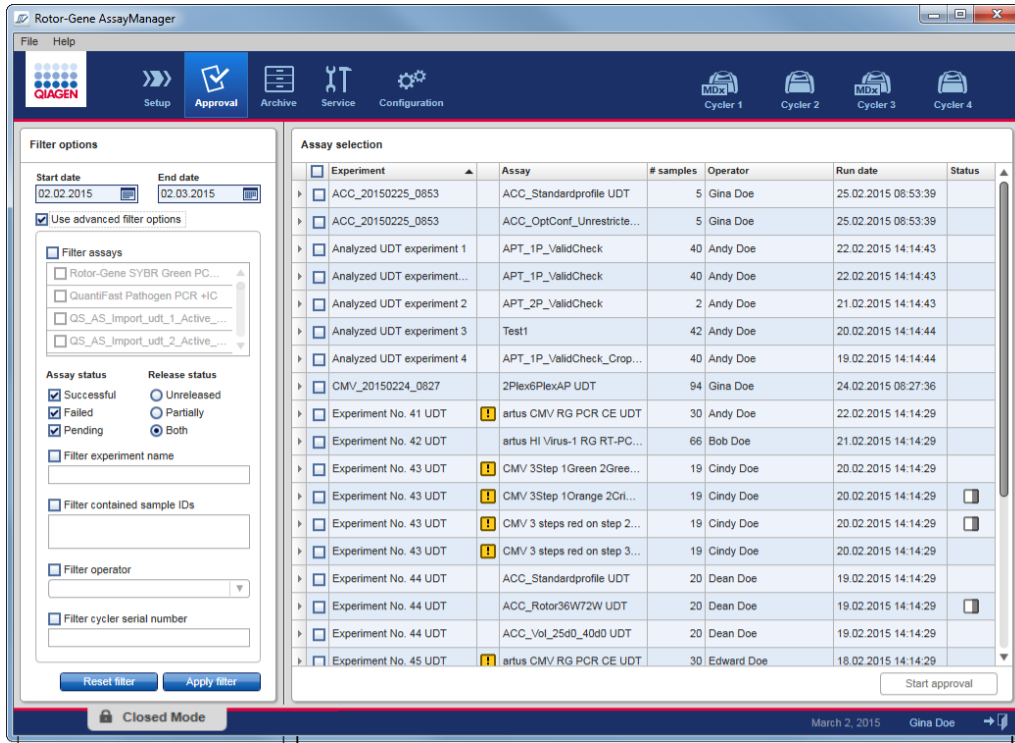 Rotor-Gene AssayManager
File Help
QIAGEN
Setup Approval Archive Service Configuration MDx Cycler 1 Cycler 2 MDx Cycler 3 Cycler 4
Filter options
Start date End date
02.02.2015 02.03.2015
Use advanced filter options
Filter assays
Rotor-Gene SYBR Green PC...
QuantiFast Pathogen PCR +IC
QS_AS_Import_udt_1_Active_...
QS_AS_Import_udt_2_Active_...
Assay status Release status
Successful Unreleased
Failed Partially
Pending Both
Filter experiment name
Filter contained sample IDs
Filter operator
Filter cycler serial number
Reset filter Apply filter
Assay selection
Experiment Assay # samples Operator Run date Status
ACC_20150225_0853 ACC_Standardprofile UDT 5 Gina Doe 25.02.2015 08:53:39
ACC_20150225_0853 ACC_OptConf_Unrestricte... 5 Gina Doe 25.02.2015 08:53:39
Analyzed UDT experiment 1 APT_1P_ValidCheck 40 Andy Doe 22.02.2015 14:14:43
Analyzed UDT experiment... APT_1P_ValidCheck 40 Andy Doe 22.02.2015 14:14:43
Analyzed UDT experiment 2 APT_2P_ValidCheck 2 Andy Doe 21.02.2015 14:14:43
Analyzed UDT experiment 3 Test1 42 Andy Doe 20.02.2015 14:14:44
Analyzed UDT experiment 4 APT_1P_ValidCheck_Crop... 40 Andy Doe 19.02.2015 14:14:44
CMV_20150224_0827 2Plex6PlexAP UDT 94 Gina Doe 24.02.2015 08:27:36
Experiment No. 41 UDT ! artus CMV RG PCR CE UDT 30 Andy Doe 22.02.2015 14:14:29
Experiment No. 42 UDT artus HI Virus-1 RG RT-PC... 66 Bob Doe 21.02.2015 14:14:29
Experiment No. 43 UDT ! CMV 3Step 1Green 2Gree... 19 Cindy Doe 20.02.2015 14:14:29
Experiment No. 43 UDT ! CMV 3Step 1Orange 2Cri... 19 Cindy Doe 20.02.2015 14:14:29
Experiment No. 43 UDT ! CMV 3 steps red on step 2... 19 Cindy Doe 20.02.2015 14:14:29
Experiment No. 43 UDT ! CMV 3 steps red on step 3... 19 Cindy Doe 20.02.2015 14:14:29
Experiment No. 44 UDT ACC_Standardprofile UDT 20 Dean Doe 19.02.2015 14:14:29
Experiment No. 44 UDT ACC_Rotor36W72W UDT 20 Dean Doe 19.02.2015 14:14:29
Experiment No. 44 UDT ACC_Vol_25d0_40d0 UDT 20 Dean Doe 19.02.2015 14:14:29
Experiment No. 45 UDT ! artus CMV RG PCR CE UDT 30 Edward Doe 18.02.2015 14:14:29
Start approval
Closed Mode March 2, 2015 Gina Doe